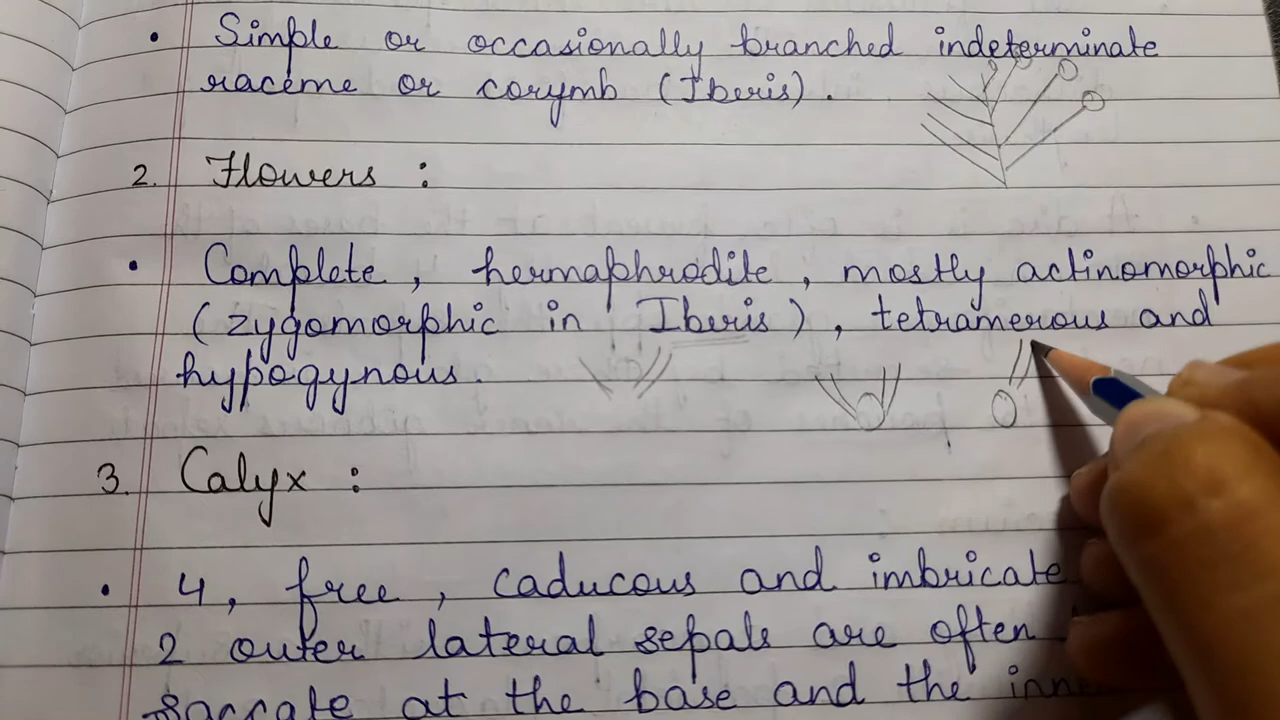 • Simple or occasionally branched indeterminate
raceme or corymb (Iberis).
2. Flowers :
• Complete, hermaphrodite, mostly actinomorphic
(zygomorphic in Iberis), tetramerous and
hypogynous.
3. Calyx :
• 4, free, caducous and imbricate
2 outer lateral sepals are often
saccate at the base and the